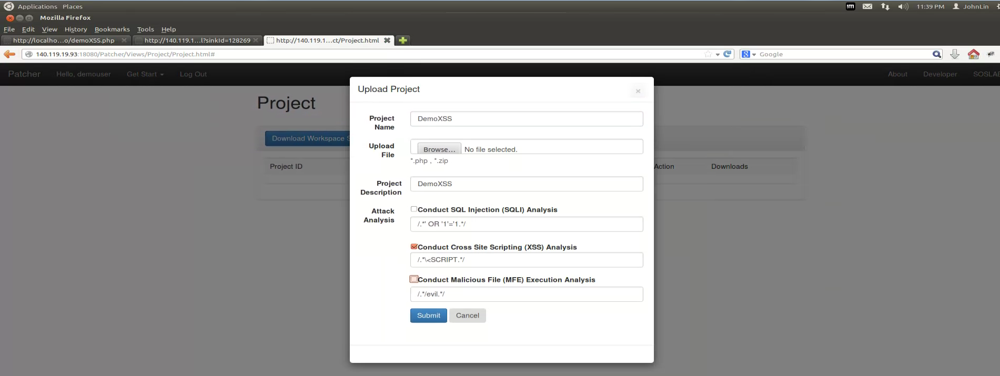 Applications Places
!m 11:39 PM JohnLin
Mozilla Firefox
File Edit View History Bookmarks Tools Help
http://localho...o/demoXSS.php http://140.119.1...l?sinkId=128269 http://140.119.1...ct/Project.html
140.119.19.93:18080/Patcher/Views/Project/Project.html# Google
Patcher Hello, demouser Get Start Log Out About Developer SOSLAB
Upload Project ×
Project
Project Name DemoXSS
Download Workspace S
Upload File Browse... No file selected.
*.php , *.zip
Project ID Action Downloads
Project Description DemoXSS
Attack Analysis Conduct SQL Injection (SQLI) Analysis
/.*' OR '1'='1.*/
Conduct Cross Site Scripting (XSS) Analysis
/.*\<SCRIPT.*/
Conduct Malicious File (MFE) Execution Analysis
/.*/evil.*/
Submit Cancel